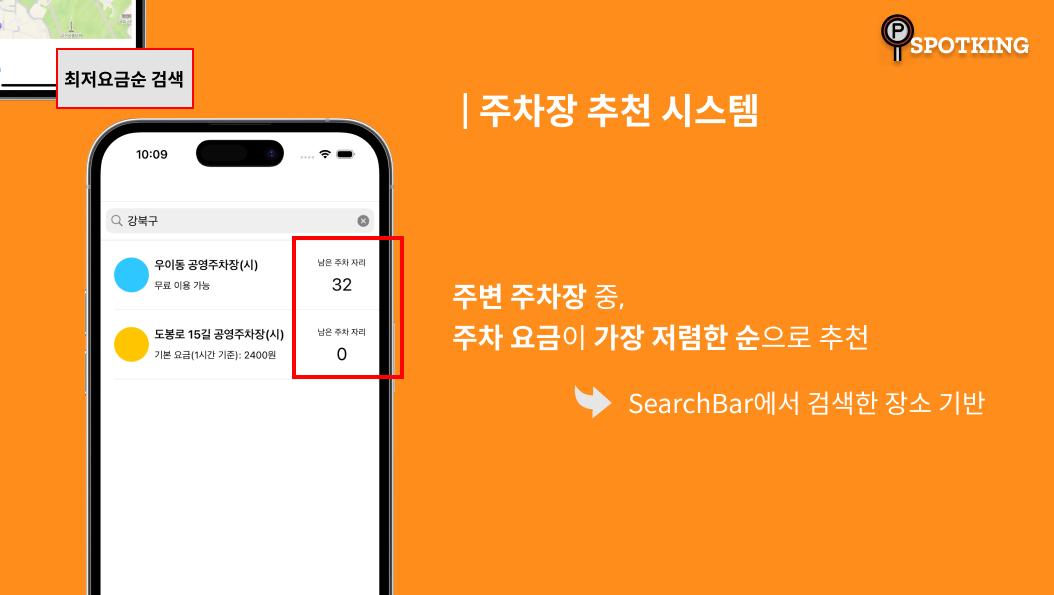 P
SPOTKING
최저요금순 검색
| 주차장 추천 시스템
10:09
강북구
우이동 공영주차장(시)
무료 이용 가능
남은 주차 자리
32
도봉로 15길 공영주차장(시)
기본 요금(1시간 기준): 2400원
남은 주차 자리
0
주변 주차장 중,
주차 요금이 가장 저렴한 순으로 추천
SearchBar에서 검색한 장소 기반